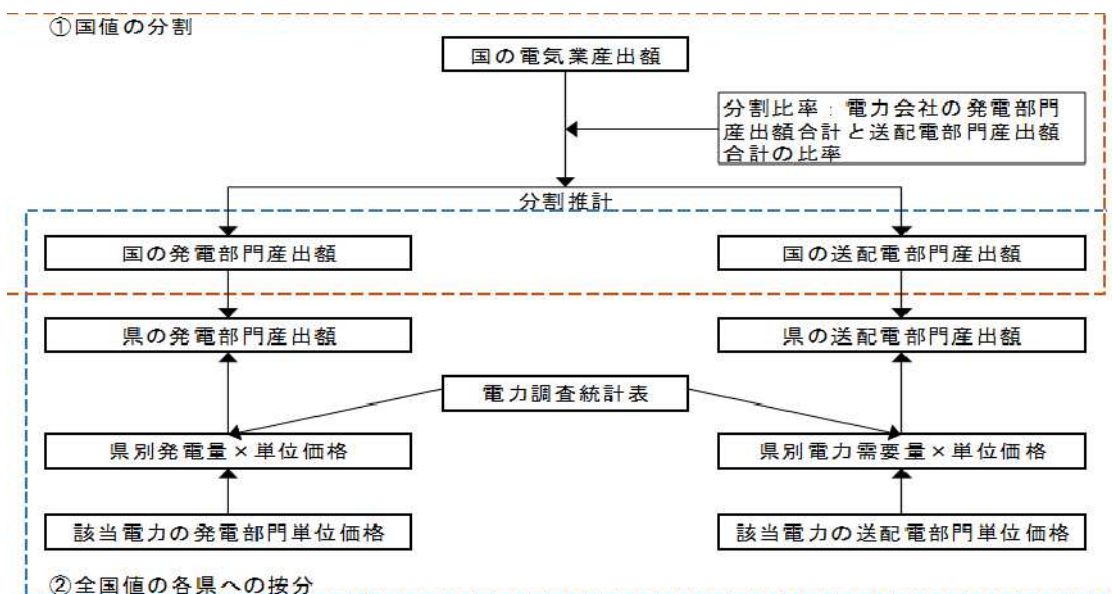 ①国値の分割
国の電気業産出額
分割比率：電力会社の発電部門
産出額合計と送配電部門産出額
合計の比率
分割推計
国の発電部門産出額
国の送配電部門産出額
県の発電部門産出額
県の送配電部門産出額
電力調査統計表
県別発電量×単位価格
県別電力需要量×単位価格
該当電力の発電部門単位価格
該当電力の送配電部門単位価格
②全国値の各県への按分